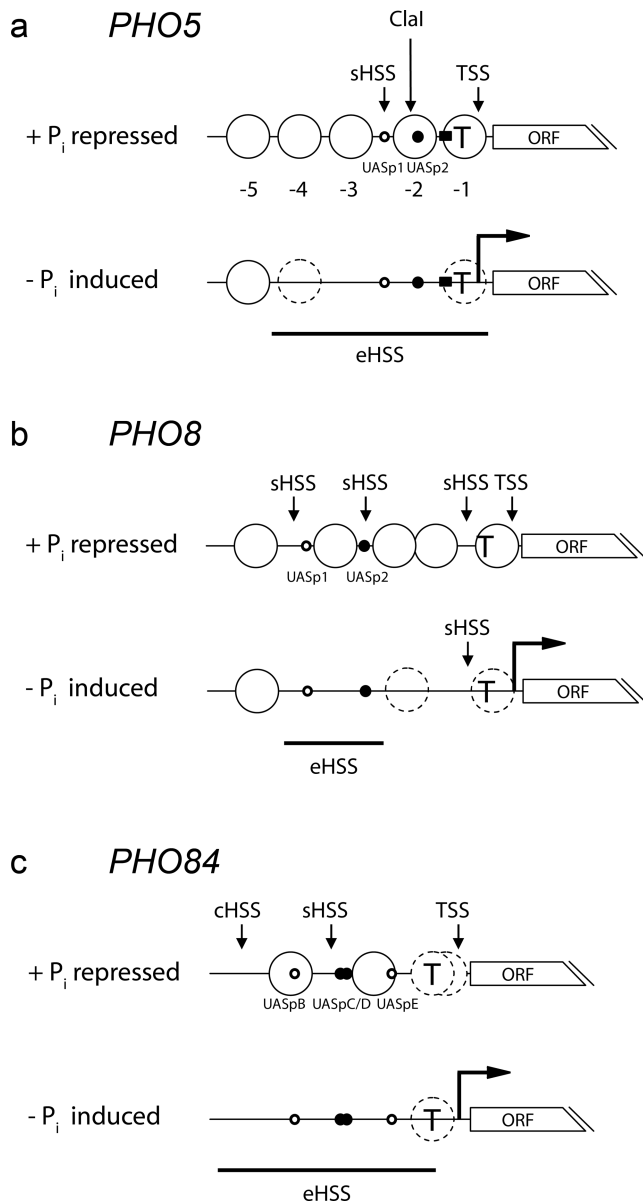 a PHO5
ClaI
sHSS TSS
+ Pi repressed T ORF
UASp1 UASp2
-5 -4 -3 -2 -1
- Pi induced T ORF
eHSS
b PHO8
sHSS sHSS sHSS TSS
+ Pi repressed T ORF
UASp1 UASp2
sHSS
- Pi induced T ORF
eHSS
c PHO84
cHSS sHSS TSS
+ Pi repressed T ORF
UASpB UASpC/D UASpE
- Pi induced T ORF
eHSS